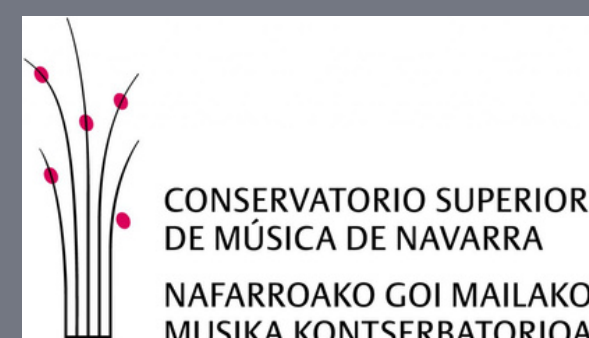 CONSERVATORIO SUPERIOR
DE MÚSICA DE NAVARRA
NAFARROAKO GOI MAILAKO
MUSIKA KONTSERBATORIOA